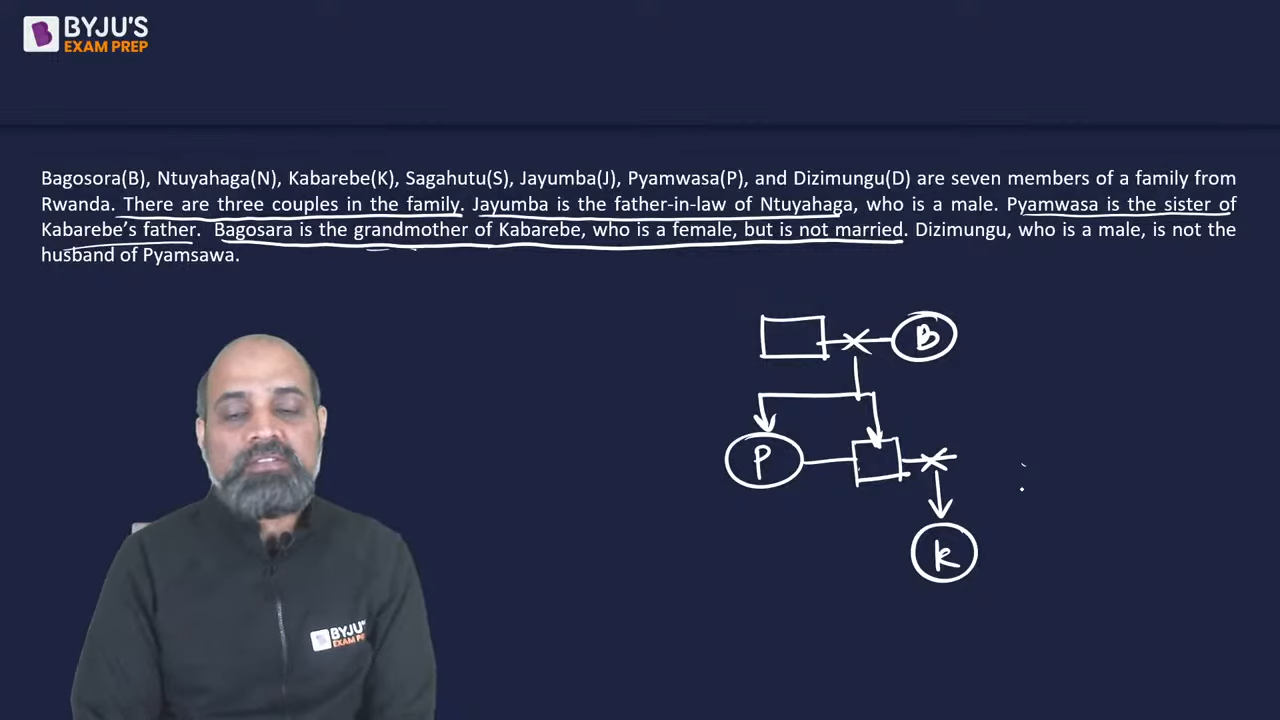 BYJU'S
EXAM PREP
Bagosora(B), Ntuyahaga(N), Kabarebe(K), Sagahutu(S), Jayumba(J), Pyamwasa(P), and Dizimungu(D) are seven members of a family from
Rwanda. There are three couples in the family. Jayumba is the father-in-law of Ntuyahaga, who is a male. Pyamwasa is the sister of
Kabarebe's father. Bagosara is the grandmother of Kabarebe, who is a female, but is not married. Dizimungu, who is a male, is not the
husband of Pyamsawa.
B
P
K
BYJU'S
EXAM PREP